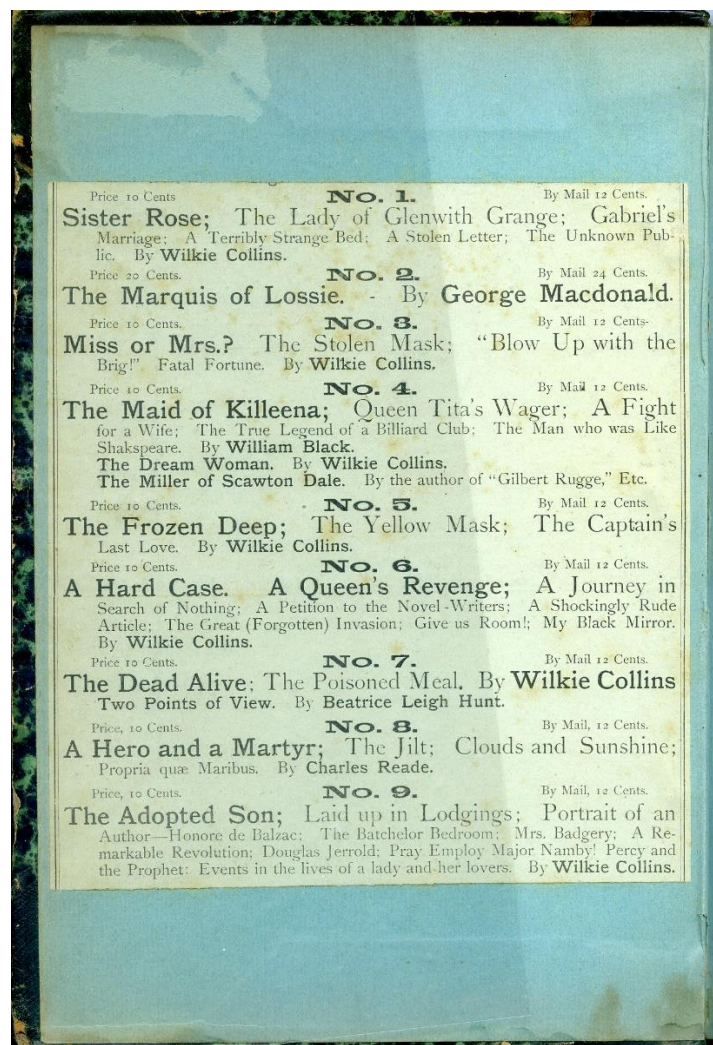 Price 10 Cents No. 1. By Mail 12 Cents.
Sister Rose; The Lady of Glenwith Grange; Gabriel's
Marriage; A Terribly Strange Bed; A Stolen Letter; The Unknown Pub-
lic. By Wilkie Collins.
Price 20 Cents. No. 2. By Mail 24 Cents.
The Marquis of Lossie. - By George Macdonald.
Price 10 Cents. No. 3. By Mail 12 Cents-
Miss or Mrs.? The Stolen Mask; "Blow Up with the
Brig!" Fatal Fortune. By Wilkie Collins.
Price 10 Cents. No. 4. By Mail 12 Cents.
The Maid of Killeena; Queen Tita's Wager; A Fight
for a Wife; The True Legend of a Billiard Club; The Man who was Like
Shakspeare. By William Black.
The Dream Woman. By Wilkie Collins.
The Miller of Scawton Dale. By the author of "Gilbert Rugge," Etc.
Price 10 Cents. No. 5. By Mail 12 Cents.
The Frozen Deep; The Yellow Mask; The Captain's
Last Love. By Wilkie Collins.
Price 10 Cents. No. 6. By Mail 12 Cents.
A Hard Case. A Queen's Revenge; A Journey in
Search of Nothing; A Petition to the Novel-Writers; A Shockingly Rude
Article; The Great (Forgotten) Invasion; Give us Room!; My Black Mirror.
By Wilkie Collins.
Price 10 Cents. No. 7. By Mail 12 Cents.
The Dead Alive; The Poisoned Meal. By Wilkie Collins
Two Points of View. By Beatrice Leigh Hunt.
Price, 10 Cents. No. 8. By Mail, 12 Cents.
A Hero and a Martyr; The Jilt; Clouds and Sunshine;
Propria quæ Maribus. By Charles Reade.
Price, 10 Cents. No. 9. By Mail, 12 Cents.
The Adopted Son; Laid up in Lodgings; Portrait of an
Author—Honore de Balzac; The Batchelor Bedroom; Mrs. Badgery; A Re-
markable Revolution; Douglas Jerrold; Pray Employ Major Namby! Percy and
the Prophet: Events in the lives of a lady and her lovers. By Wilkie Collins.